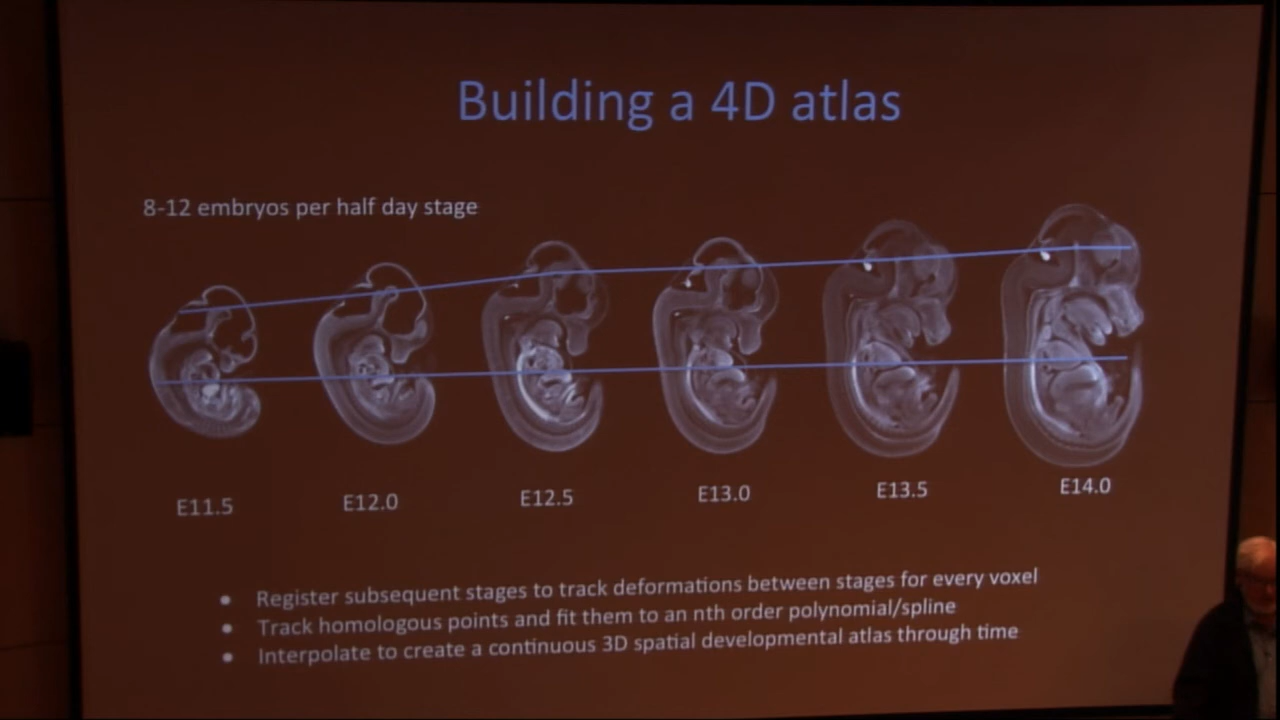 Building a 4D atlas
8-12 embryos per half day stage
E11.5 E12.0 E12.5 E13.0 E13.5 E14.0
• Register subsequent stages to track deformations between stages for every voxel
• Track homologous points and fit them to an nth order polynomial/spline
• Interpolate to create a continuous 3D spatial developmental atlas through time